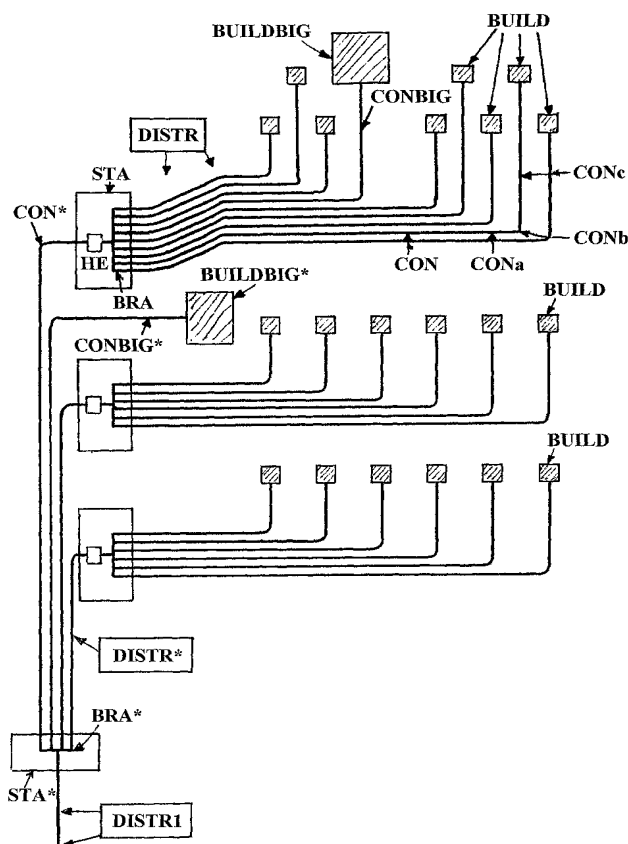 BUILDBIG
BUILD
CONBIG
DISTR
STA
CONc
CON*
CONb
HE
CON
CONa
BRA
BUILDBIG*
BUILD
CONBIG*
BUILD
DISTR*
BRA*
STA*
DISTR1